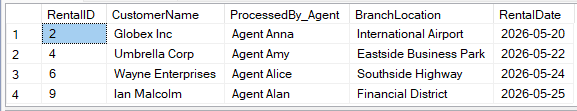 RentalID CustomerName ProcessedBy_Agent BranchLocation RentalDate
1 2 Globex Inc Agent Anna International Airport 2026-05-20
2 4 Umbrella Corp Agent Amy Eastside Business Park 2026-05-22
3 6 Wayne Enterprises Agent Alice Southside Highway 2026-05-24
4 9 Ian Malcolm Agent Alan Financial District 2026-05-25